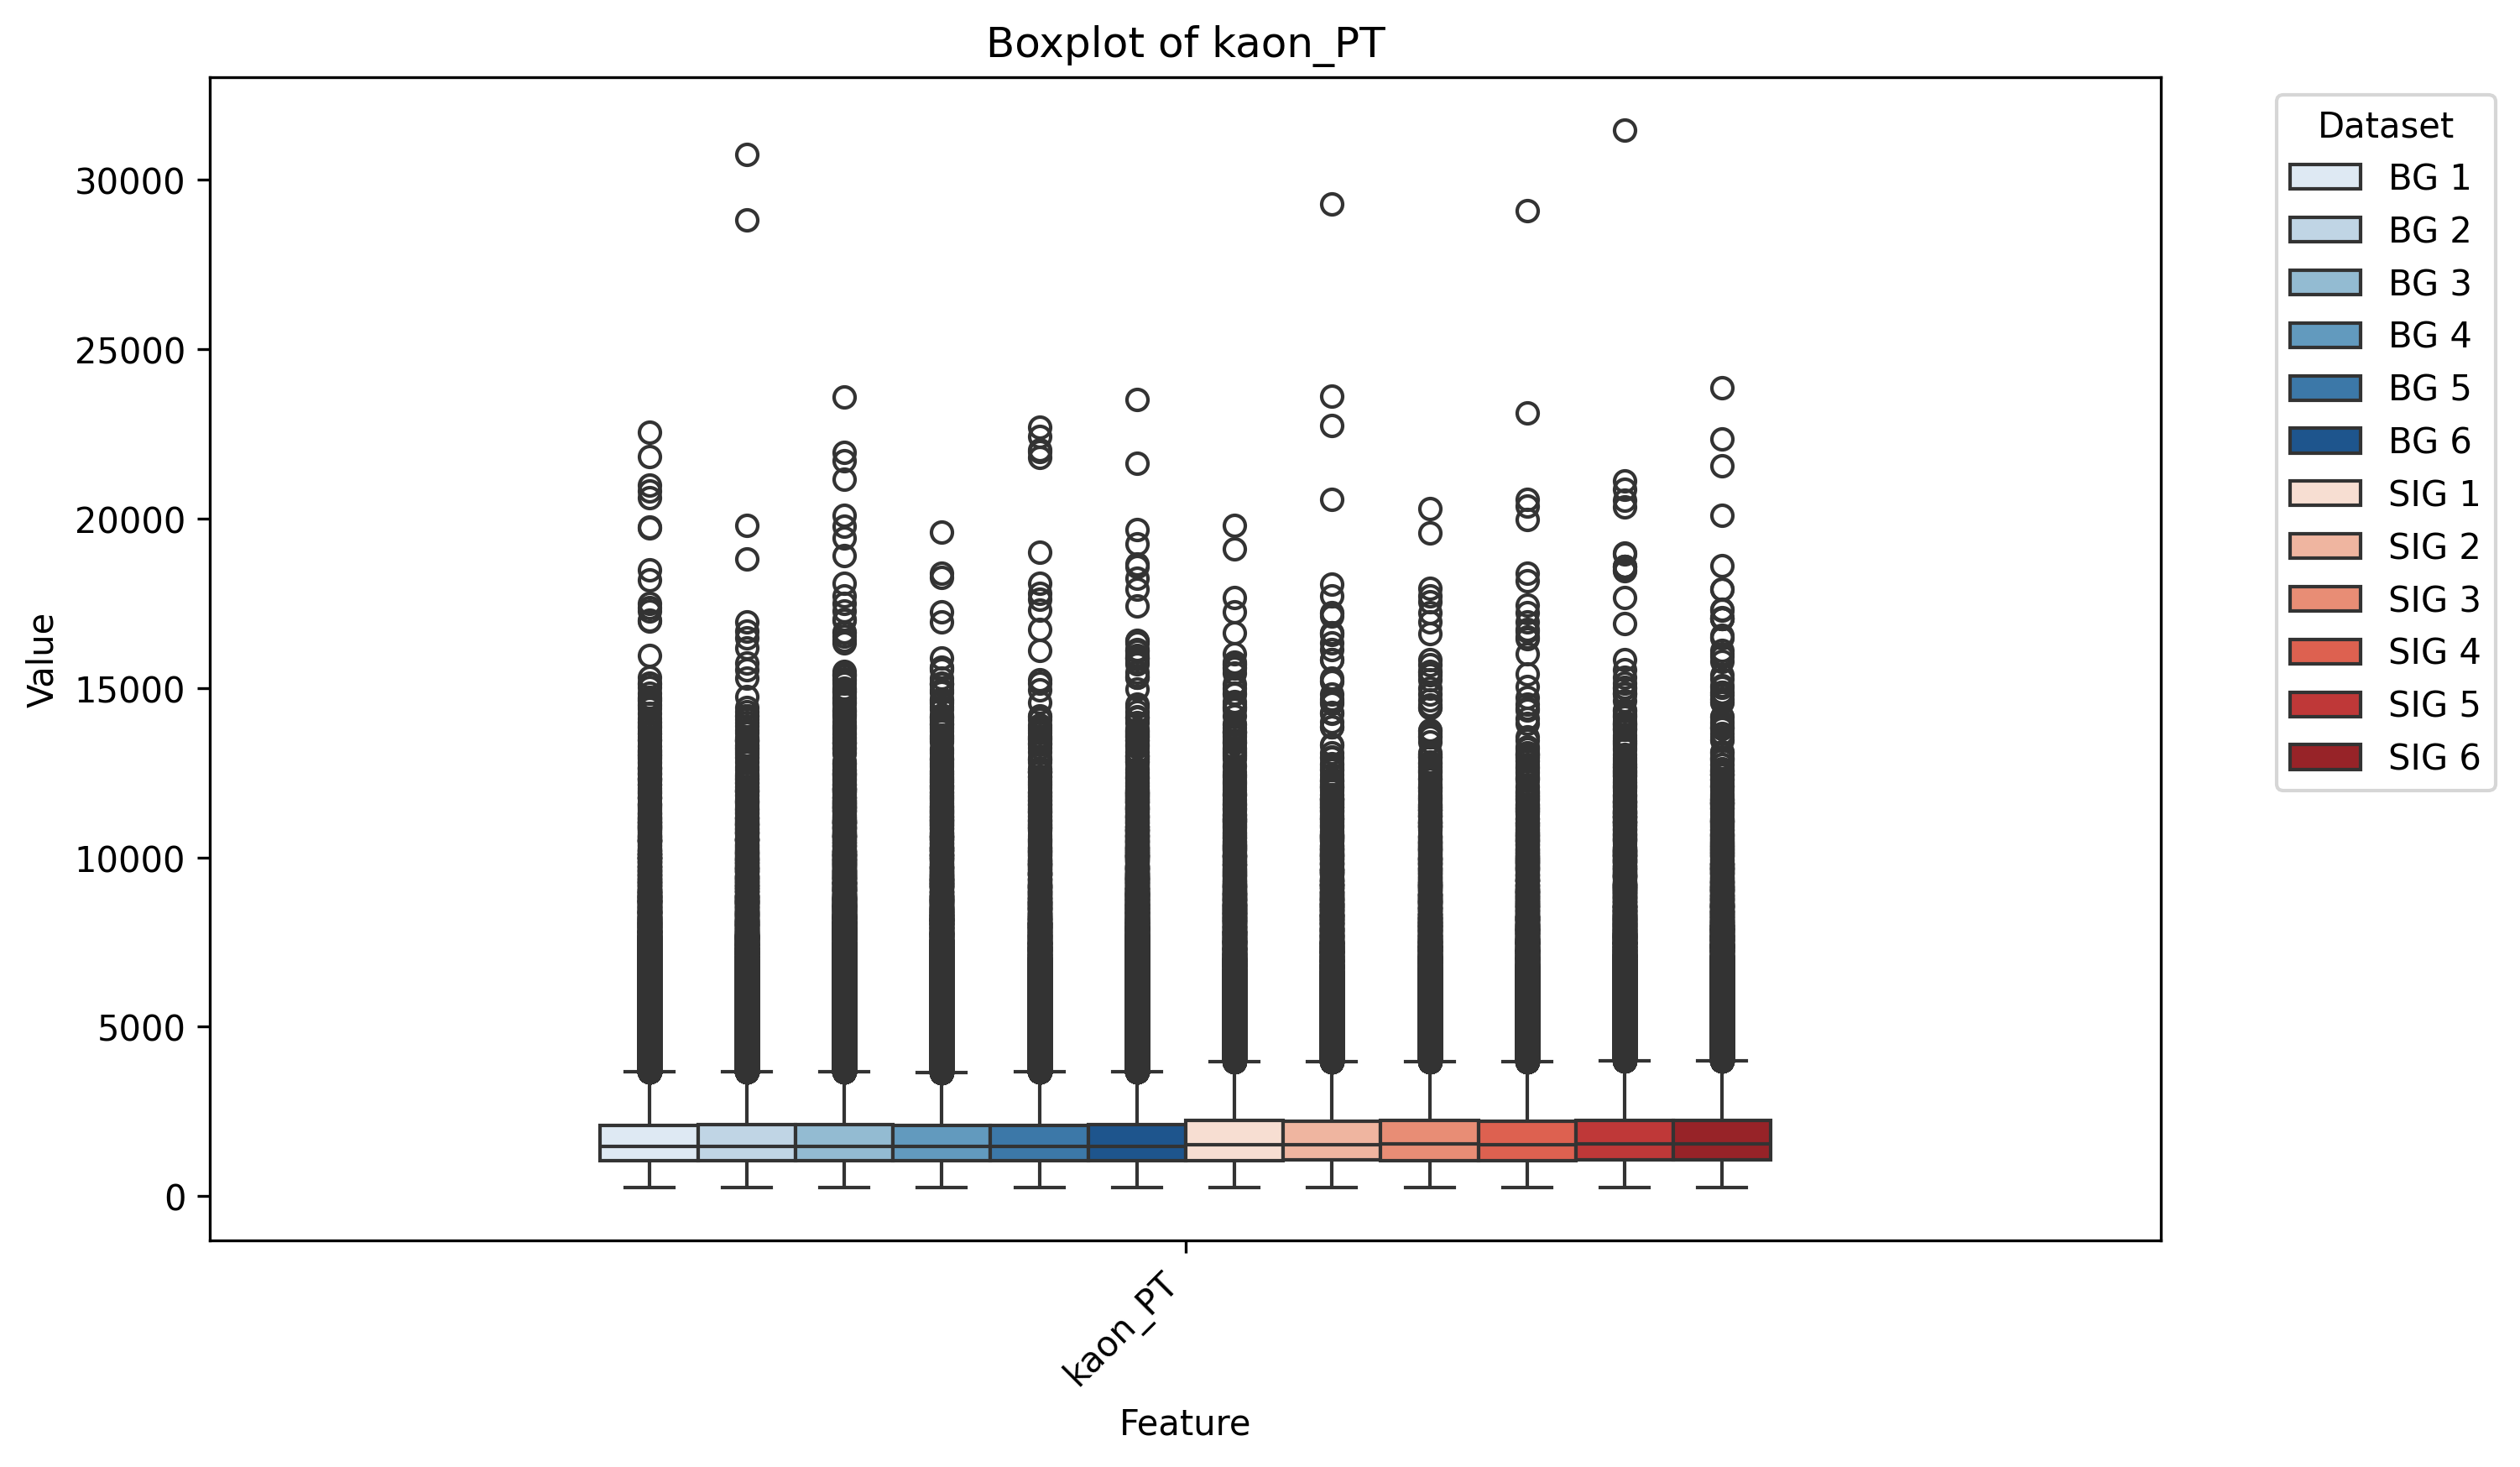 Boxplot of kaon_PT
30000
25000
20000
15000
10000
5000
0
Value
kaon_PT
Feature
Dataset
BG 1
BG 2
BG 3
BG 4
BG 5
BG 6
SIG 1
SIG 2
SIG 3
SIG 4
SIG 5
SIG 6